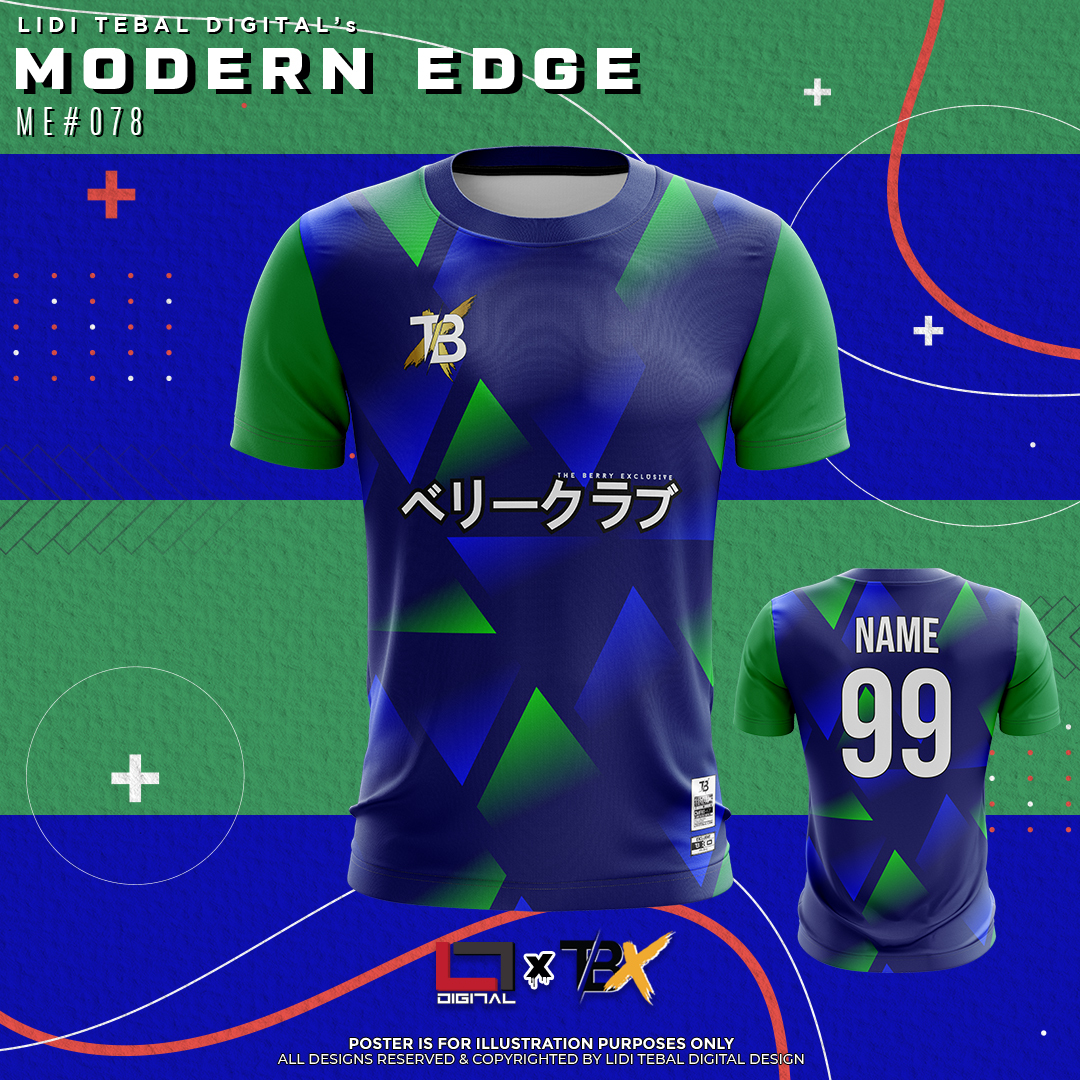 LIDI TEBAL DIGITAL's
MODERN EDGE
ME#078
TB
THE BERRY EXCLUSIVE
ベリークラブ
TB
NAME
99
DIGITAL
X
TBX
POSTER IS FOR ILLUSTRATION PURPOSES ONLY
ALL DESIGNS RESERVED & COPYRIGHTED BY LIDI TEBAL DIGITAL DESIGN